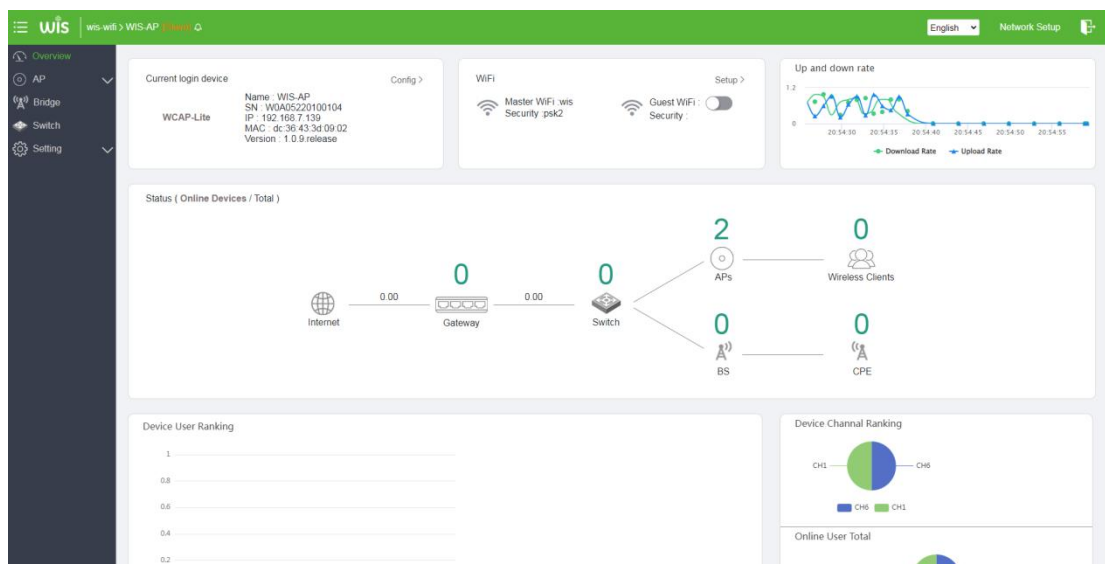 wis wis-wifi > WIS-AP English Network Setup
Overview
AP
Bridge
Switch
Setting
Current login device Config >
WCAP-Lite
Name : WIS-AP
SN : W0A05220100104
IP : 192.168.7.139
MAC : dc:36:43:3d:09:02
Version : 1.0.9.release
WiFi Setup >
Master WiFi :wis
Security :psk2
Guest WiFi :
Security :
Up and down rate
1.2
0
20:54:30 20:54:35 20:54:40 20:54:45 20:54:50 20:54:55
Download Rate Upload Rate
Status ( Online Devices / Total )
2 0
APs Wireless Clients
0 0
0.00 0.00
Internet Gateway Switch
0 0
BS CPE
Device User Ranking
1
0.8
0.6
0.4
0.2
Device Channal Ranking
CH1 CH6
CH6 CH1
Online User Total